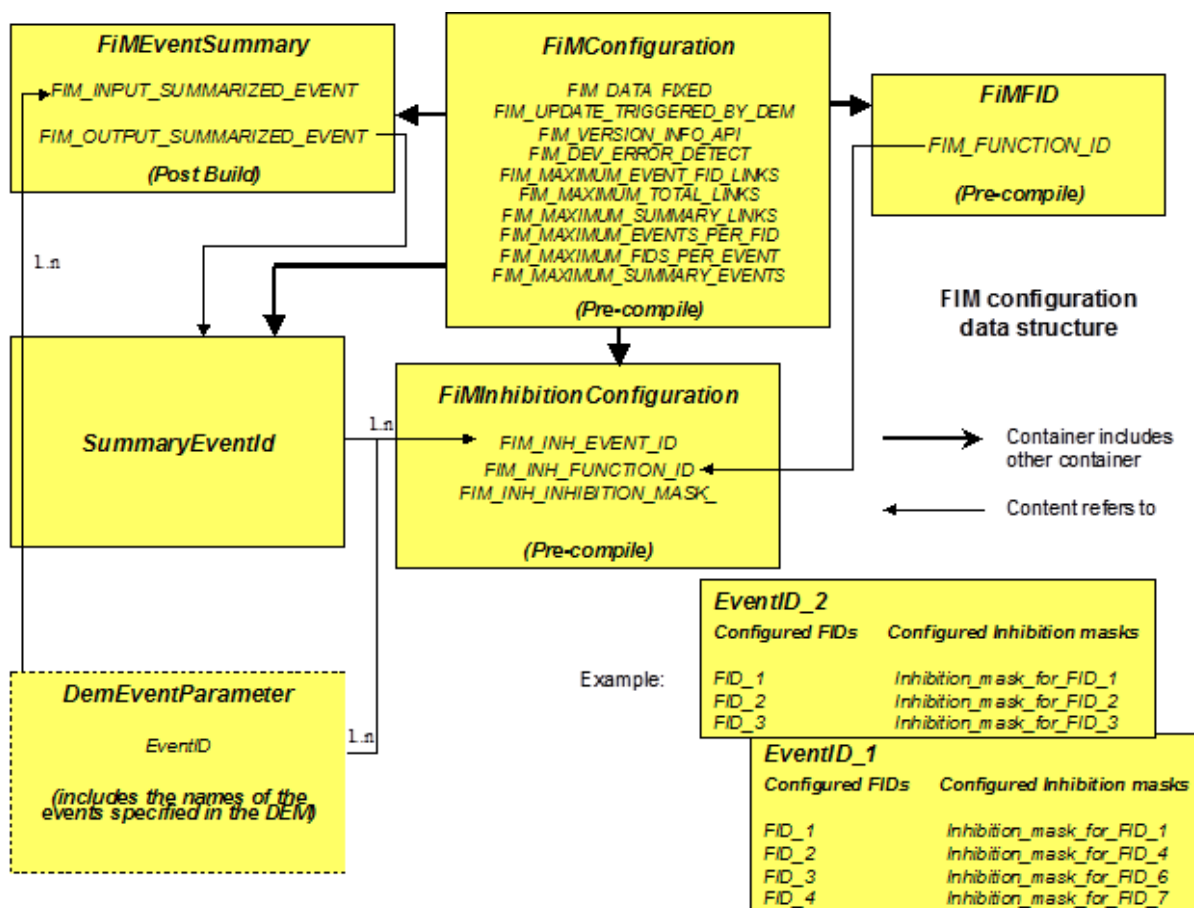 FiMEventSummary
FIM_INPUT_SUMMARIZED_EVENT
FIM_OUTPUT_SUMMARIZED_EVENT
(Post Build)
FiMConfiguration
FIM_DATA_FIXED
FIM_UPDATE_TRIGGERED_BY_DEM
FIM_VERSION_INFO_API
FIM_DEV_ERROR_DETECT
FIM_MAXIMUM_EVENT_FID_LINKS
FIM_MAXIMUM_TOTAL_LINKS
FIM_MAXIMUM_SUMMARY_LINKS
FIM_MAXIMUM_EVENTS_PER_FID
FIM_MAXIMUM_FIDS_PER_EVENT
FIM_MAXIMUM_SUMMARY_EVENTS
(Pre-compile)
FiMFID
FIM_FUNCTION_ID
(Pre-compile)
1..n
FIM configuration
data structure
SummaryEventId
1..n
FiMInhibitionConfiguration
FIM_INH_EVENT_ID
FIM_INH_FUNCTION_ID
FIM_INH_INHIBITION_MASK_
(Pre-compile)
Container includes
other container
Content refers to
DemEventParameter
EventID
(includes the names of the
events specified in the DEM)
1..n
Example:
EventID_2
Configured FIDs Configured Inhibition masks
FID_1 Inhibition_mask_for_FID_1
FID_2 Inhibition_mask_for_FID_2
FID_3 Inhibition_mask_for_FID_3
EventID_1
Configured FIDs Configured Inhibition masks
FID_1 Inhibition_mask_for_FID_1
FID_2 Inhibition_mask_for_FID_4
FID_3 Inhibition_mask_for_FID_6
FID_4 Inhibition_mask_for_FID_7